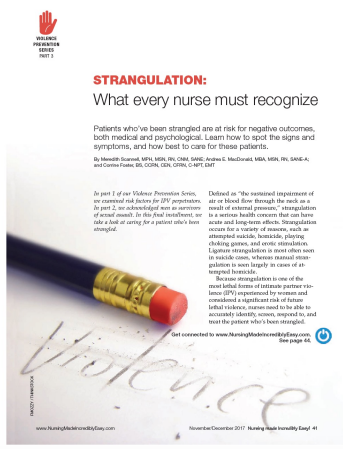 VIOLENCE
PREVENTION
SERIES
PART 3
STRANGULATION:
What every nurse must recognize
Patients who've been strangled are at risk for negative outcomes,
both medical and psychological. Learn how to spot the signs and
symptoms, and how best to care for these patients.
By Meredith Scannell, MPH, MSN, RN, CNM, SANE; Andrea E. MacDonald, MBA, MSN, RN, SANE-A;
and Corrine Foster, BS, CCRN, CEN, CFRN, C-NPT, EMT
In part 1 of our Violence Prevention Series,
we examined risk factors for IPV perpetrators.
In part 2, we acknowledged men as survivors
of sexual assault. In this final installment, we
take a look at caring for a patient who's been
strangled.
Defined as "the sustained impairment of
air or blood flow through the neck as a
result of external pressure," strangulation
is a serious health concern that can have
acute and long-term effects. Strangulation
occurs for a variety of reasons, such as
attempted suicide, homicide, playing
choking games, and erotic stimulation.
Ligature strangulation is most often seen
in suicide cases, whereas manual stran-
gulation is seen largely in cases of at-
tempted homicide.
Because strangulation is one of the
most lethal forms of intimate partner vio-
lence (IPV) experienced by women and
considered a significant risk of future
lethal violence, nurses need to be able to
accurately identify, screen, respond to, and
treat the patient who's been strangled.
Get connected to www.NursingMadeIncrediblyEasy.com.
See page 44.
Violence
www.NursingMadeIncrediblyEasy.com
November/December 2017 Nursing made Incredibly Easy! 41